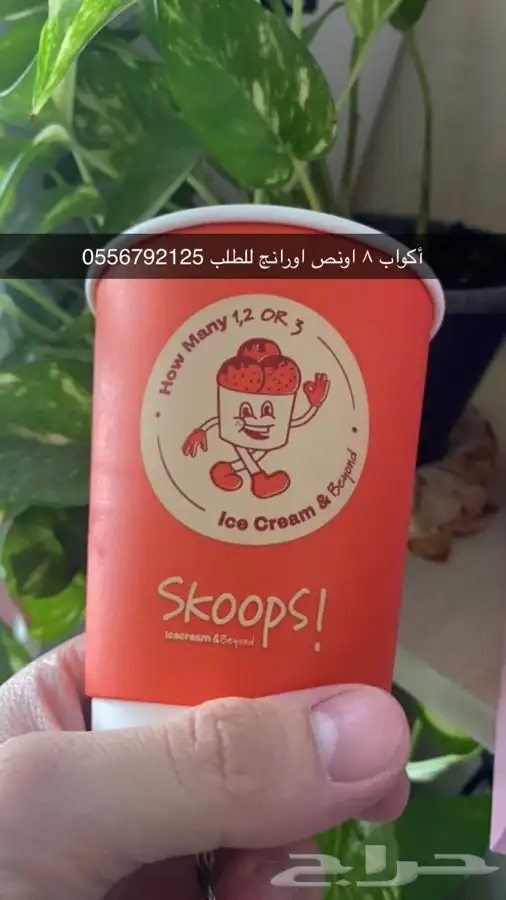 أكواب ٨ اونص اورانج للطلب 0556792125
How Many 1,2 OR 3
Ice Cream & Beyond
Skoops!
Icecream & Beyond
حراج